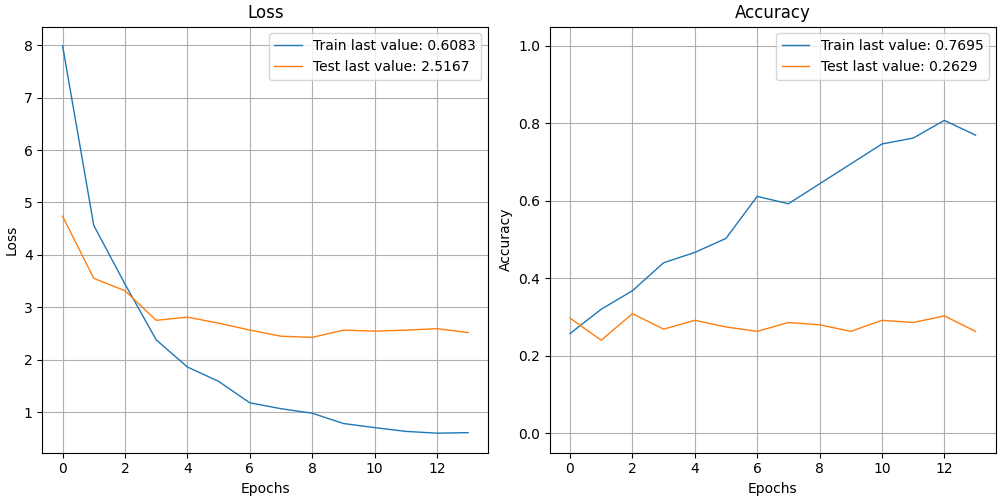 Loss
Train last value: 0.6083
Test last value: 2.5167
8
7
6
5
4
3
2
1
Loss
0 2 4 6 8 10 12
Epochs
Accuracy
Train last value: 0.7695
Test last value: 0.2629
1.0
0.8
0.6
0.4
0.2
0.0
Accuracy
0 2 4 6 8 10 12
Epochs